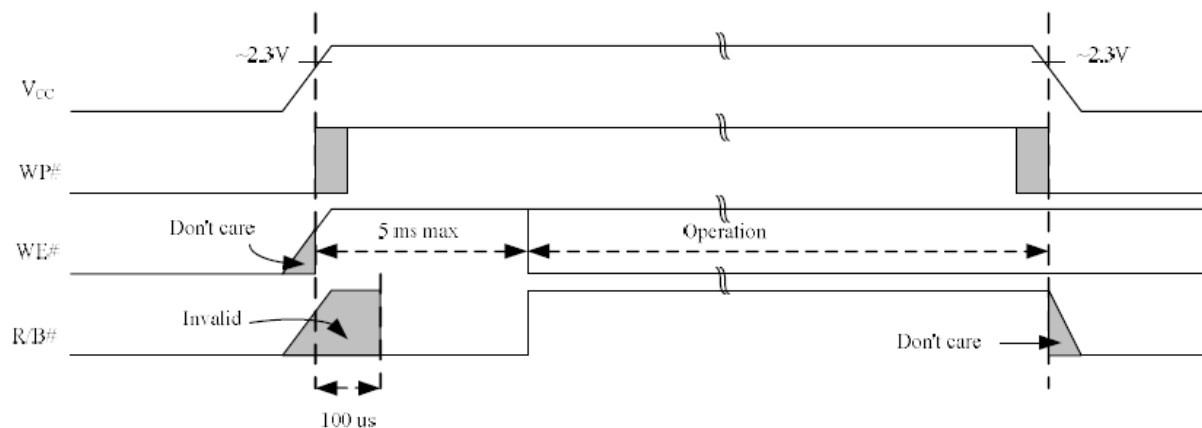 ~2.3V
~2.3V
VCC
WP#
Don't care
5 ms max
Operation
WE#
Invalid
R/B#
Don't care
100 us